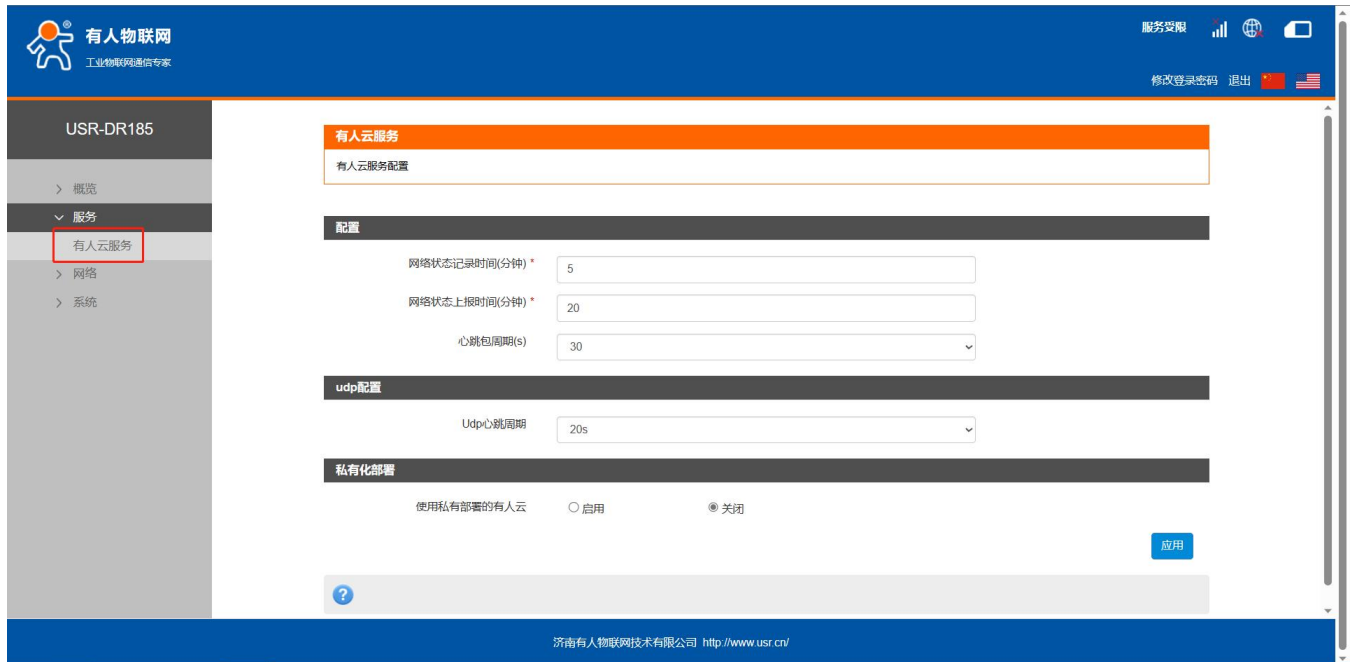 有人物联网
工业物联网通信专家
服务受限
修改登录密码 退出
USR-DR185
概览
服务
有人云服务
网络
系统
有人云服务
有人云服务配置
配置
网络状态记录时间(分钟) *
5
网络状态上报时间(分钟) *
20
心跳包周期(s)
30
udp配置
Udp心跳周期
20s
私有化部署
使用私有部署的有人云 启用 关闭
应用
济南有人物联网技术有限公司 http://www.usr.cn/